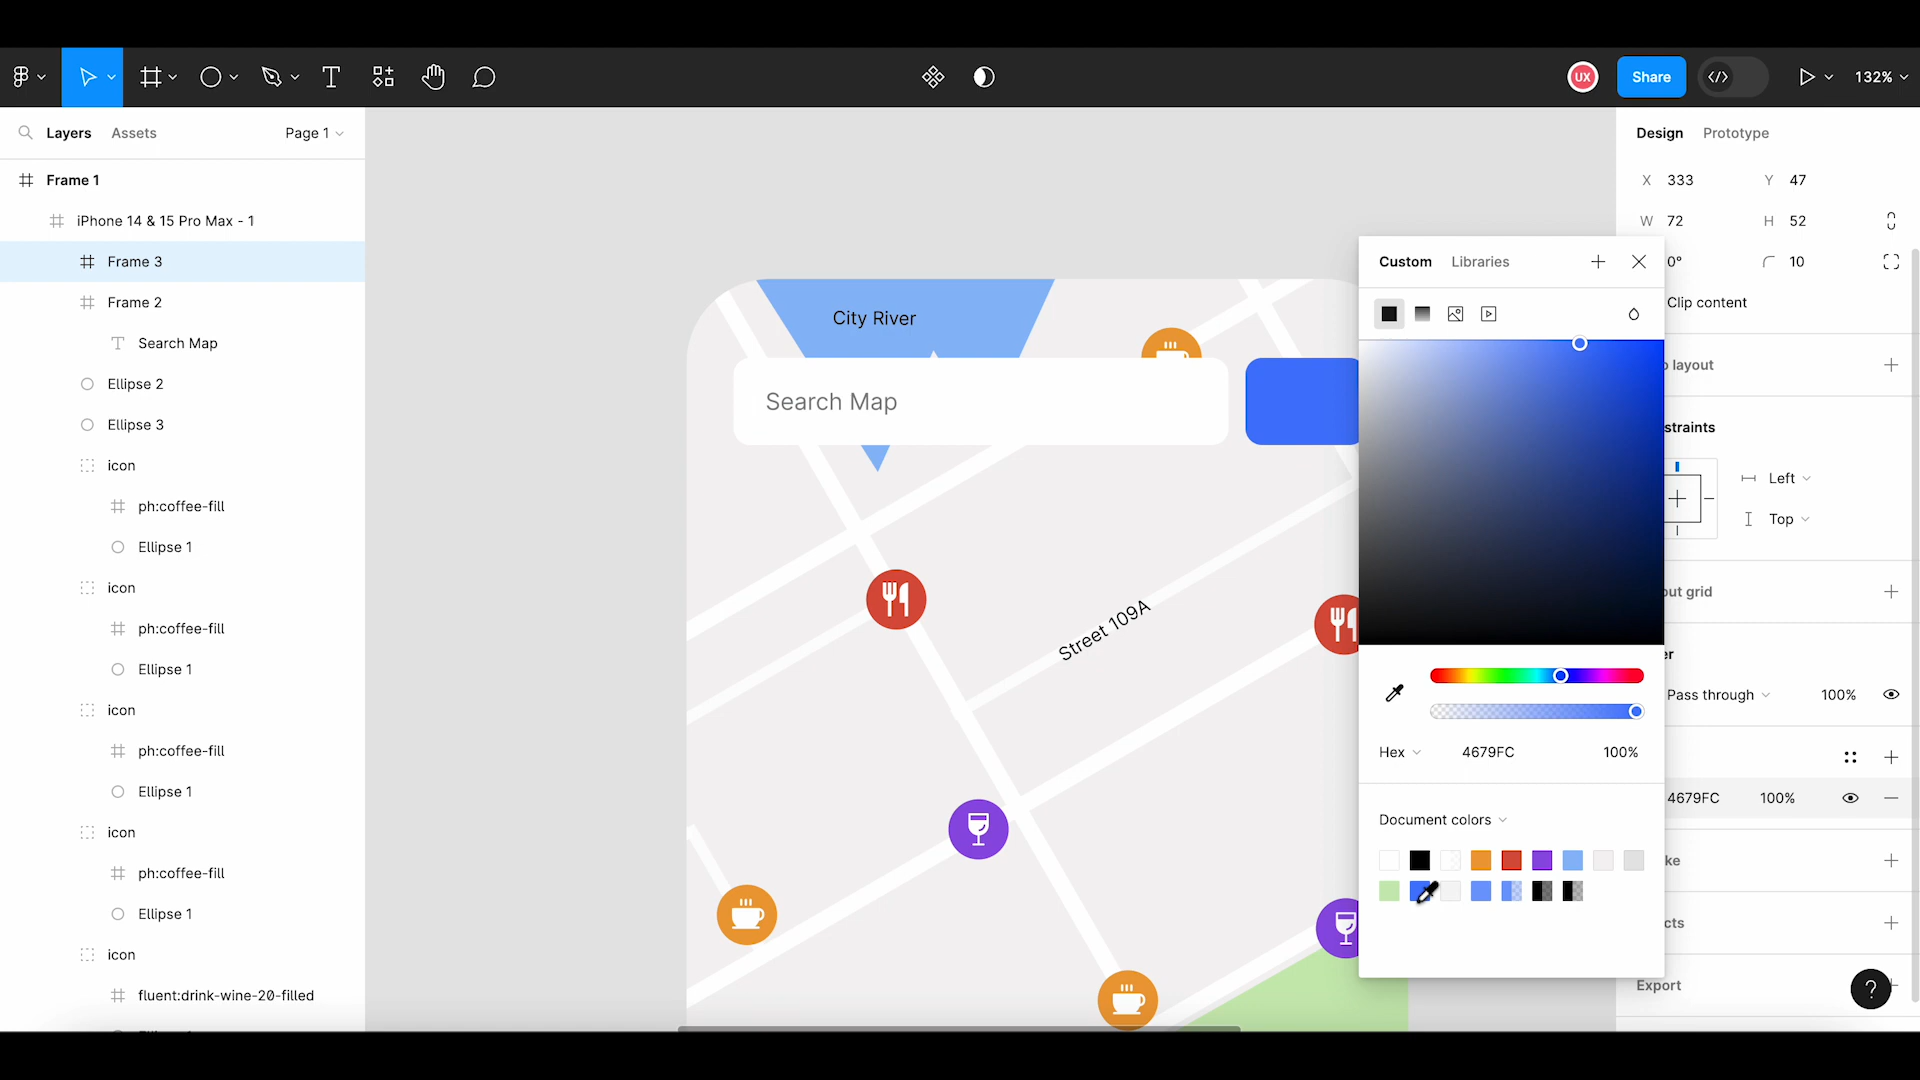 UX
Share
132%
Layers
Assets
Page 1
Design
Prototype
Frame 1
X 333
Y 47
iPhone 14 & 15 Pro Max - 1
W 72
H 52
Frame 3
Custom
Libraries
0°
10
Frame 2
Clip content
City River
Search Map
layout
Ellipse 2
Search Map
Ellipse 3
straints
icon
Left
ph:coffee-fill
Top
Ellipse 1
icon
out grid
Street 109A
ph:coffee-fill
er
Ellipse 1
Pass through
100%
icon
ph:coffee-fill
Hex
4679FC
100%
Ellipse 1
4679FC
100%
icon
Document colors
ke
ph:coffee-fill
Ellipse 1
cts
icon
Export
?
fluent:drink-wine-20-filled